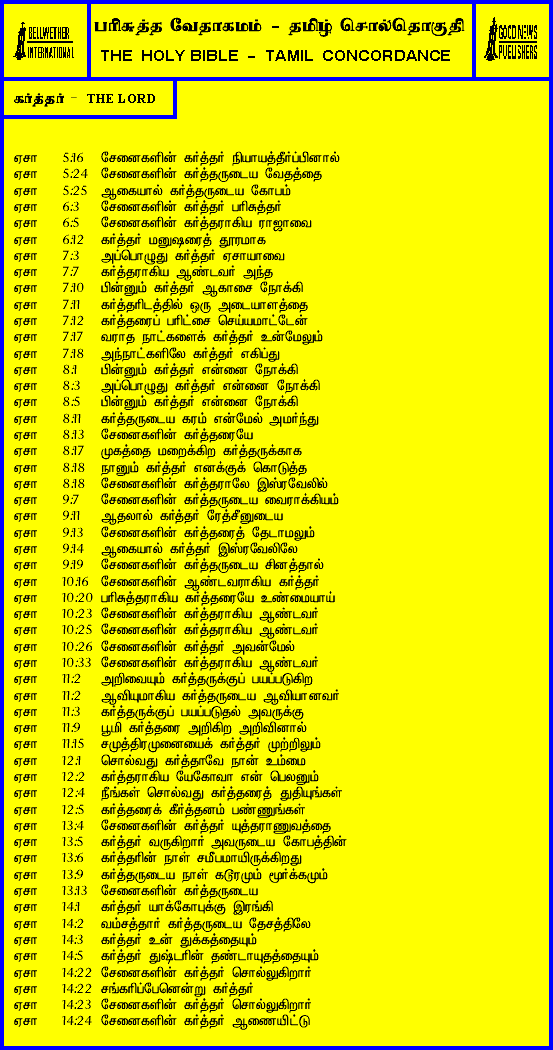 BELLWETHER
INTERNATIONAL
பரிசுத்த வேதாகமம் - தமிழ் சொல்தொகுதி
THE HOLY BIBLE - TAMIL CONCORDANCE
GOOD NEWS
PUBLISHERS
கர்த்தர் - THE LORD
ஏசா 5:16 சேனைகளின் கர்த்தர் நியாயத்தீர்ப்பினால்
ஏசா 5:24 சேனைகளின் கர்த்தருடைய வேதத்தை
ஏசா 5:25 ஆகையால் கர்த்தருடைய கோபம்
ஏசா 6:3 சேனைகளின் கர்த்தர் பரிசுத்தர்
ஏசா 6:5 சேனைகளின் கர்த்தராகிய ராஜாவை
ஏசா 6:12 கர்த்தர் மனுஷரைத் தூரமாக
ஏசா 7:3 அப்பொழுது கர்த்தர் ஏசாயாவை
ஏசா 7:7 கர்த்தராகிய ஆண்டவர் அந்த
ஏசா 7:10 பின்னும் கர்த்தர் ஆகாசை நோக்கி
ஏசா 7:11 கர்த்தரிடத்தில் ஒரு அடையாளத்தை
ஏசா 7:12 கர்த்தரைப் பரிட்சை செய்யமாட்டேன்
ஏசா 7:17 வராத நாட்களைக் கர்த்தர் உன்மேலும்
ஏசா 7:18 அந்நாட்களிலே கர்த்தர் எகிப்து
ஏசா 8:1 பின்னும் கர்த்தர் என்னை நோக்கி
ஏசா 8:3 அப்பொழுது கர்த்தர் என்னை நோக்கி
ஏசா 8:5 பின்னும் கர்த்தர் என்னை நோக்கி
ஏசா 8:11 கர்த்தருடைய கரம் என்மேல் அமர்ந்து
ஏசா 8:13 சேனைகளின் கர்த்தரையே
ஏசா 8:17 முகத்தை மறைக்கிற கர்த்தருக்காக
ஏசா 8:18 நானும் கர்த்தர் எனக்குக் கொடுத்த
ஏசா 8:18 சேனைகளின் கர்த்தராலே இஸ்ரவேலில்
ஏசா 9:7 சேனைகளின் கர்த்தருடைய வைராக்கியம்
ஏசா 9:11 ஆதலால் கர்த்தர் ரேத்சீனுடைய
ஏசா 9:13 சேனைகளின் கர்த்தரைத் தேடாமலும்
ஏசா 9:14 ஆகையால் கர்த்தர் இஸ்ரவேலிலே
ஏசா 9:19 சேனைகளின் கர்த்தருடைய சினத்தால்
ஏசா 10:16 சேனைகளின் ஆண்டவராகிய கர்த்தர்
ஏசா 10:20 பரிசுத்தராகிய கர்த்தரையே உண்மையாய்
ஏசா 10:23 சேனைகளின் கர்த்தராகிய ஆண்டவர்
ஏசா 10:25 சேனைகளின் கர்த்தராகிய ஆண்டவர்
ஏசா 10:26 சேனைகளின் கர்த்தர் அவன்மேல்
ஏசா 10:33 சேனைகளின் கர்த்தராகிய ஆண்டவர்
ஏசா 11:2 அறிவையும் கர்த்தருக்குப் பயப்படுகிற
ஏசா 11:2 ஆவியுமாகிய கர்த்தருடைய ஆவியானவர்
ஏசா 11:3 கர்த்தருக்குப் பயப்படுதல் அவருக்கு
ஏசா 11:9 பூமி கர்த்தரை அறிகிற அறிவினால்
ஏசா 11:15 சமுத்திரமுனையைக் கர்த்தர் முற்றிலும்
ஏசா 12:1 சொல்வது கர்த்தாவே நான் உம்மை
ஏசா 12:2 கர்த்தராகிய யேகோவா என் பெலனும்
ஏசா 12:4 நீங்கள் சொல்வது கர்த்தரைத் துதியுங்கள்
ஏசா 12:5 கர்த்தரைக் கீர்த்தனம் பண்ணுங்கள்
ஏசா 13:4 சேனைகளின் கர்த்தர் யுத்தராணுவத்தை
ஏசா 13:5 கர்த்தர் வருகிறார் அவருடைய கோபத்தின்
ஏசா 13:6 கர்த்தரின் நாள் சமீபமாயிருக்கிறது
ஏசா 13:9 கர்த்தருடைய நாள் கடூரமும் மூர்க்கமும்
ஏசா 13:13 சேனைகளின் கர்த்தருடைய
ஏசா 14:1 கர்த்தர் யாக்கோபுக்கு இரங்கி
ஏசா 14:2 வம்சத்தார் கர்த்தருடைய தேசத்திலே
ஏசா 14:3 கர்த்தர் உன் துக்கத்தையும்
ஏசா 14:5 கர்த்தர் துஷ்டரின் தண்டாயுதத்தையும்
ஏசா 14:22 சேனைகளின் கர்த்தர் சொல்லுகிறார்
ஏசா 14:22 சங்கரிப்பேனென்று கர்த்தர்
ஏசா 14:23 சேனைகளின் கர்த்தர் சொல்லுகிறார்
ஏசா 14:24 சேனைகளின் கர்த்தர் ஆணையிட்டு